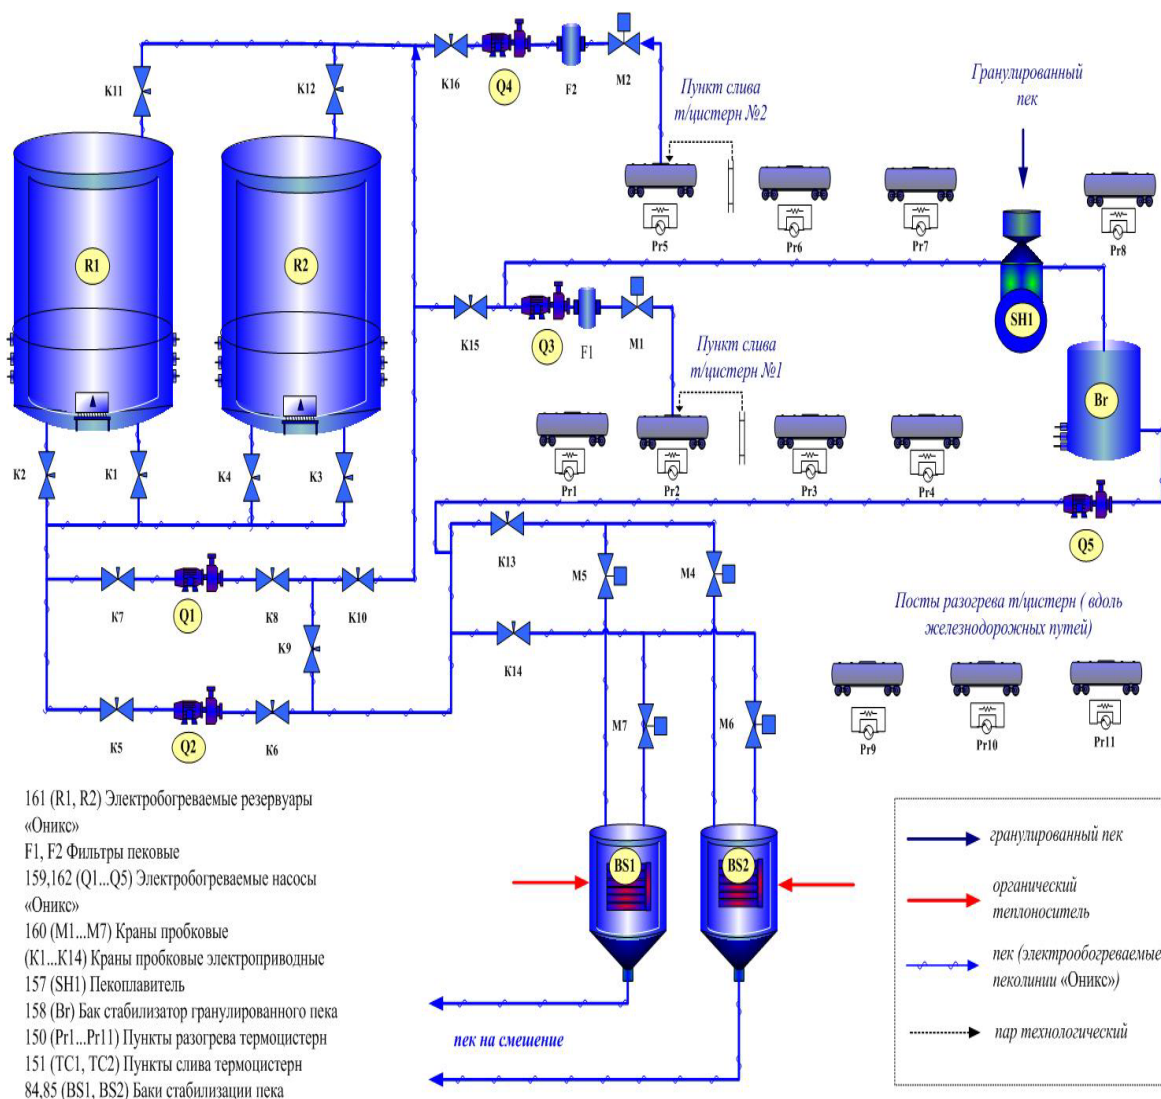 K11
K12
K16
Q4
F2
M2
Пункт слива
т/цистерн №2
Гранулированный
пек
Pr5
Pr6
Pr7
Pr8
R1
R2
K15
Q3
F1
M1
SH1
Пункт слива
т/цистерн №1
Br
K2
K1
K4
K3
Pr1
Pr2
Pr3
Pr4
Q5
K13
M5
M4
K7
Q1
K8
K10
K9
K14
Посты разогрева т/цистерн ( вдоль
железнодорожных путей)
K5
Q2
K6
M7
M6
Pr9
Pr10
Pr11
161 (R1, R2) Электробогреваемые резервуары
«Оникс»
F1, F2 Фильтры пековые
159,162 (Q1...Q5) Электробогреваемые насосы
«Оникс»
160 (M1...M7) Краны пробковые
(K1...K14) Краны пробковые электроприводные
157 (SH1) Пекоплавитель
158 (Br) Бак стабилизатор гранулированного пека
150 (Pr1...Pr11) Пункты разогрева термоцистерн
151 (TC1, TC2) Пункты слива термоцистерн
84,85 (BS1, BS2) Баки стабилизации пека
BS1
BS2
пек на смешение
гранулированный пек
органический
теплоноситель
пек (электрообогреваемые
пеколинии «Оникс»)
пар технологический